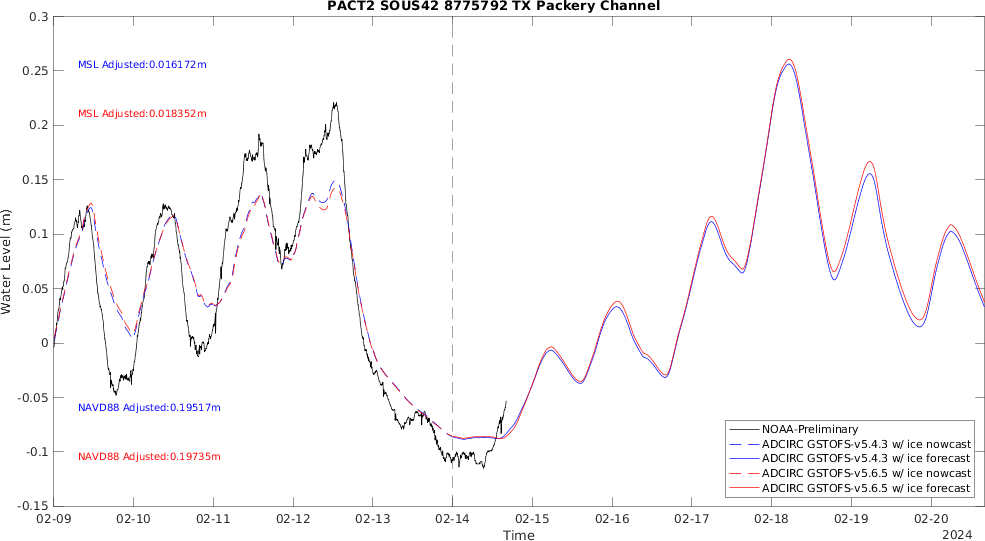 PACT2 SOUS42 8775792 TX Packery Channel
0.3
0.25
0.2
0.15
0.1
0.05
0
-0.05
-0.1
-0.15
Water Level (m)
MSL Adjusted:0.016172m
MSL Adjusted:0.018352m
NAVD88 Adjusted:0.19517m
NAVD88 Adjusted:0.19735m
NOAA-Preliminary
ADCIRC GSTOFS-v5.4.3 w/ ice nowcast
ADCIRC GSTOFS-v5.4.3 w/ ice forecast
ADCIRC GSTOFS-v5.6.5 w/ ice nowcast
ADCIRC GSTOFS-v5.6.5 w/ ice forecast
02-09 02-10 02-11 02-12 02-13 02-14 02-15 02-16 02-17 02-18 02-19 02-20
Time
2024